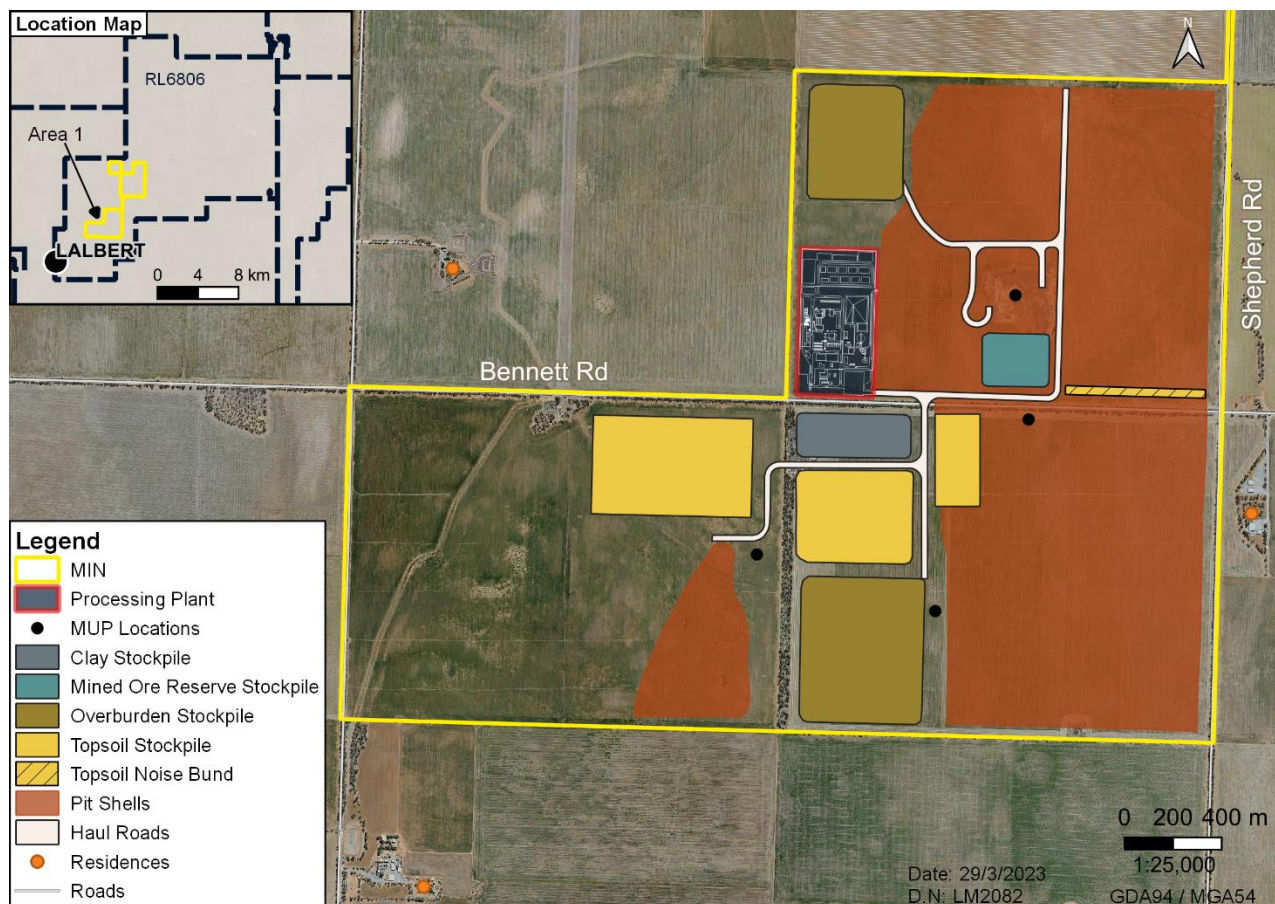 Location Map
RL6806
Area 1
LALBERT
0 4 8 km
N
Shepherd Rd
Bennett Rd
Legend
MIN
Processing Plant
MUP Locations
Clay Stockpile
Mined Ore Reserve Stockpile
Overburden Stockpile
Topsoil Stockpile
Topsoil Noise Bund
Pit Shells
Haul Roads
Residences
Roads
0 200 400 m
1:25,000
Date: 29/3/2023
D.N: LM2082
GDA94 / MGA54